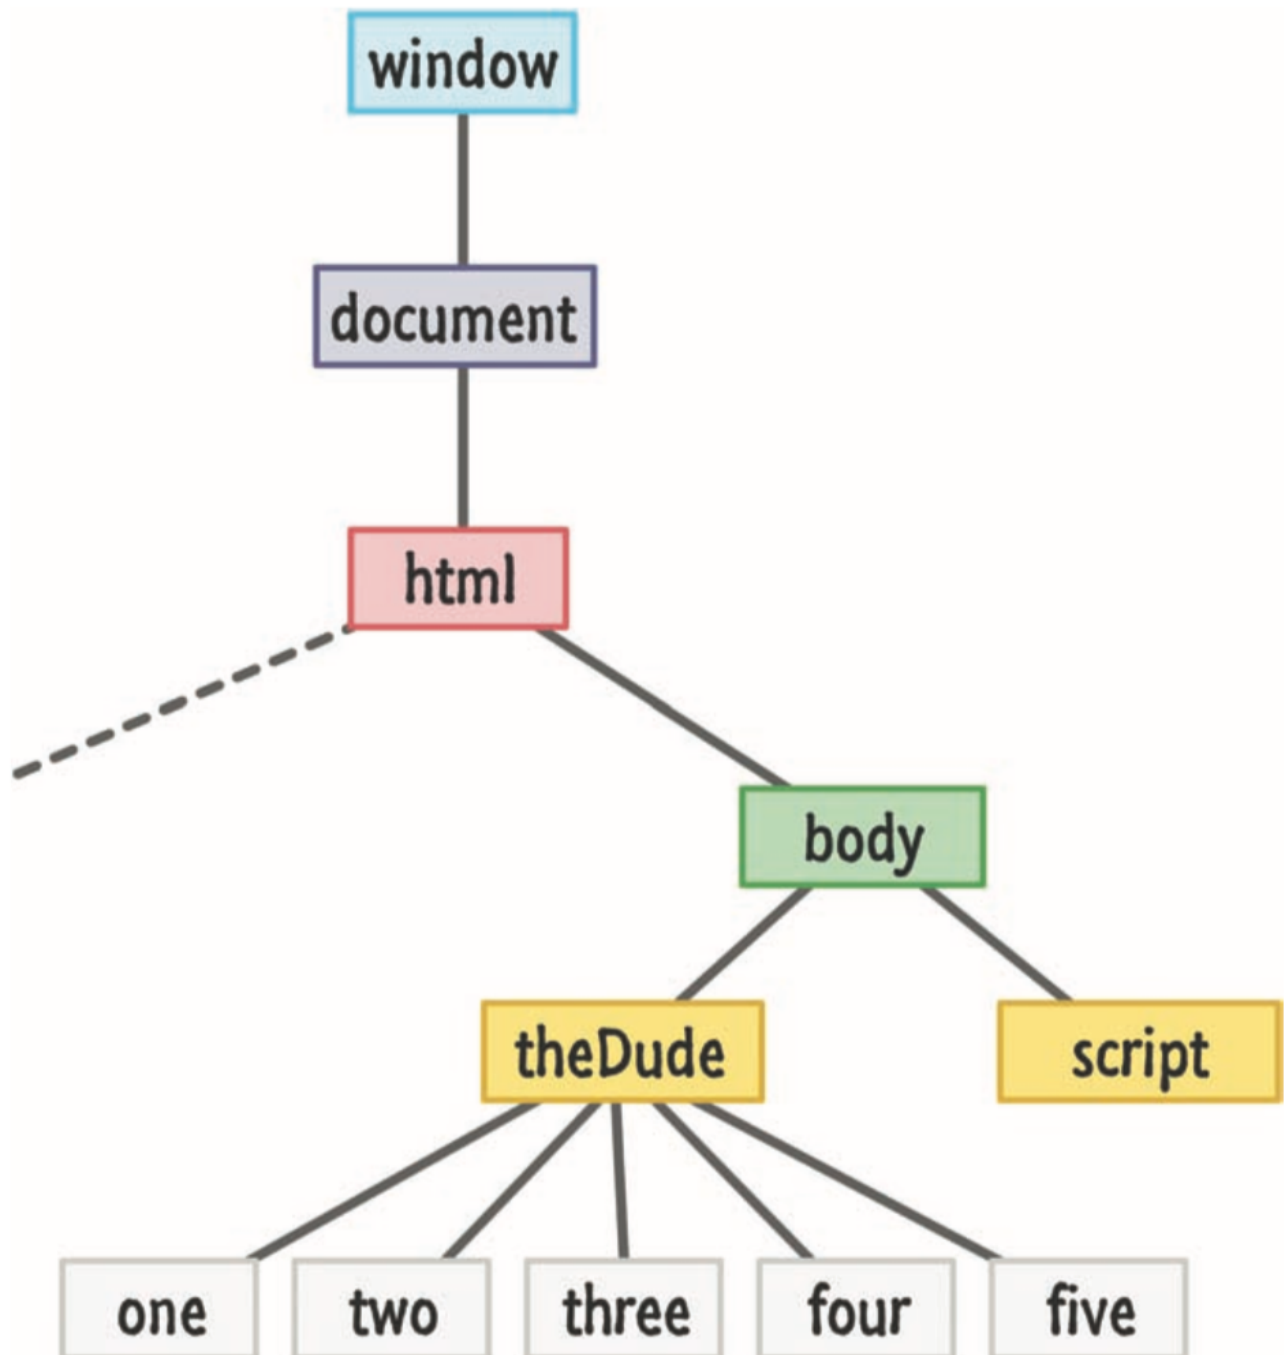 window
document
html
body
theDude
script
one
two
three
four
five